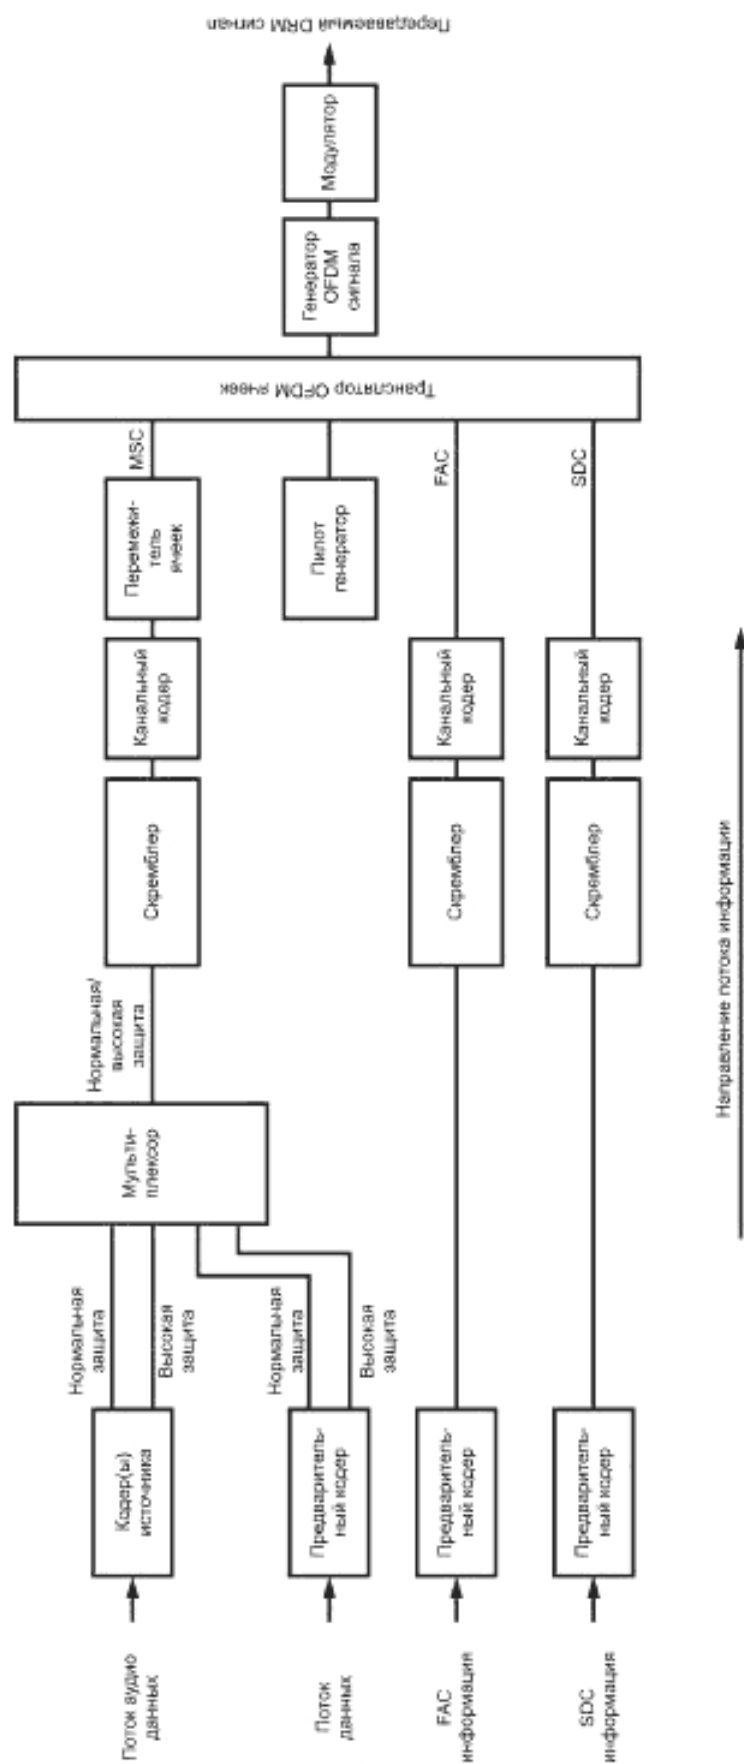 Поток аудио
данных
Кодер(ы)
источника
Нормальная
защита
Высокая
защита
Мульти-
плексор
Нормальная/
высокая
защита
Скремблер
Канальный
кодер
Перемежи-
тель
ячеек
MSC
Поток
данных
Предваритель-
ный кодер
Нормальная
защита
Высокая
защита
Пилот
генератор
Транслятор OFDM ячеек
Генератор
OFDM
сигнала
Модулятор
Передаваемый DRM сигнал
FAC
информация
Предваритель-
ный кодер
Скремблер
Канальный
кодер
FAC
SDC
информация
Предваритель-
ный кодер
Скремблер
Канальный
кодер
SDC
Направление потока информации